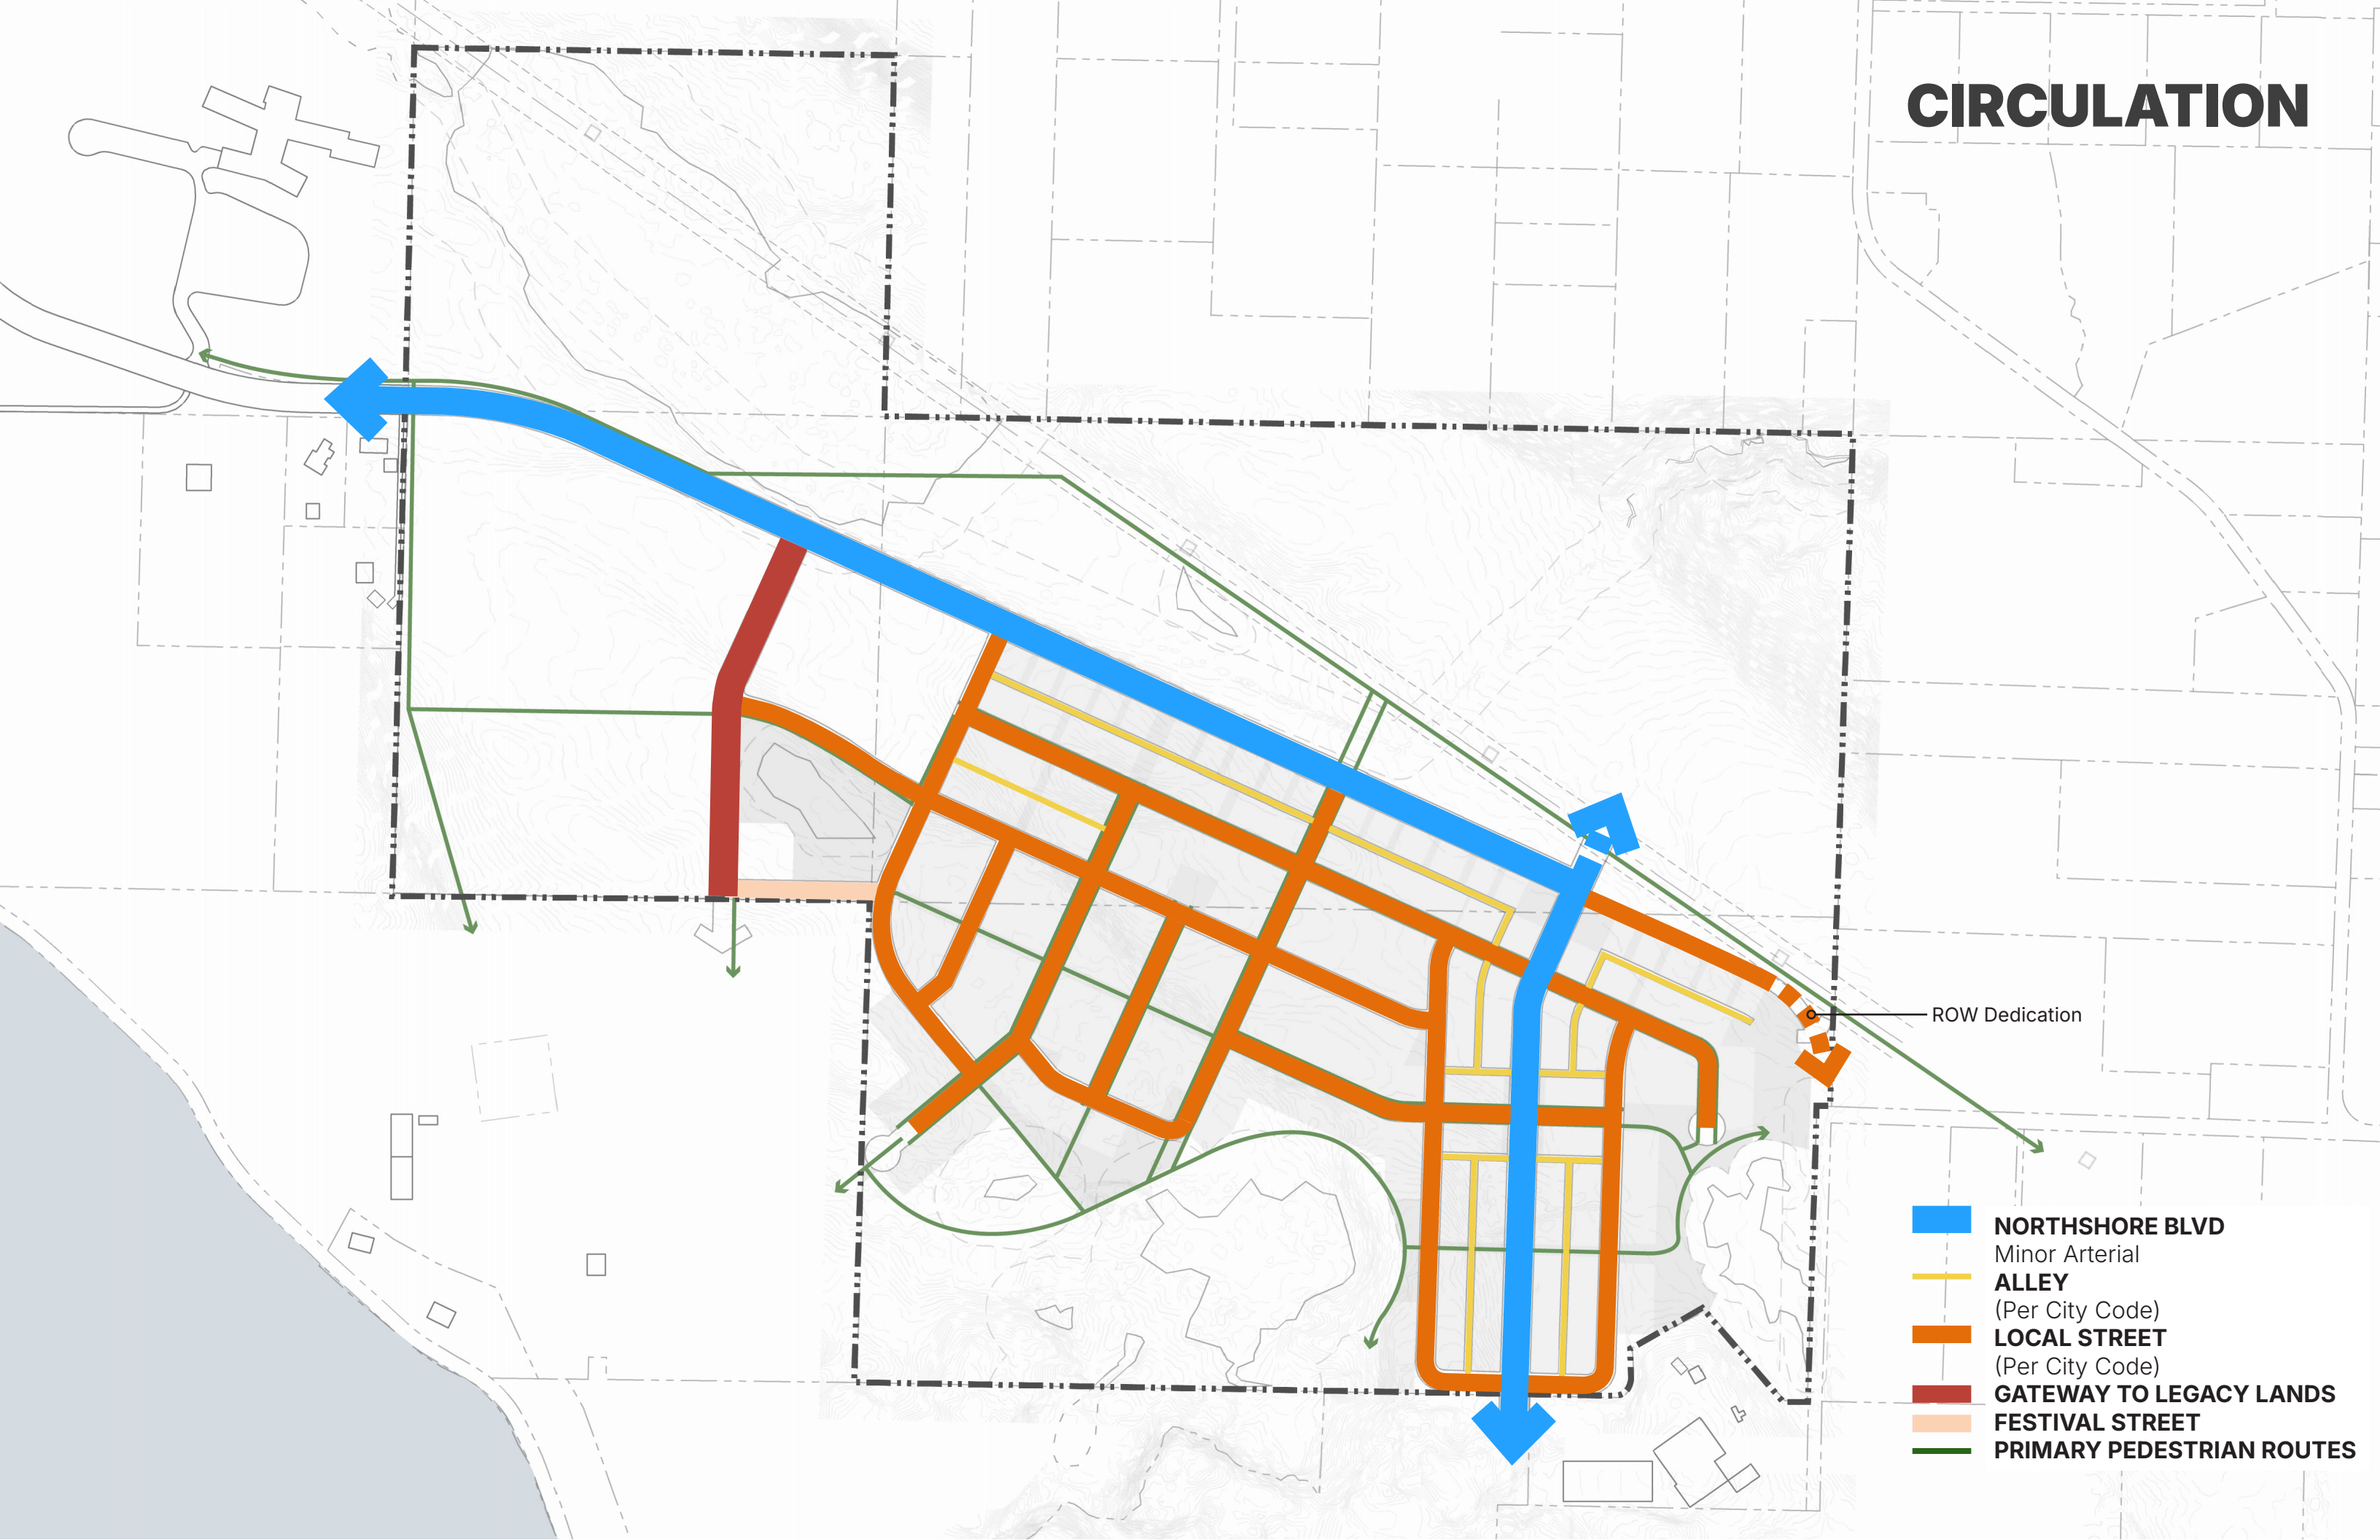 CIRCULATION
ROW Dedication
NORTHSHORE BLVD
Minor Arterial
ALLEY
(Per City Code)
LOCAL STREET
(Per City Code)
GATEWAY TO LEGACY LANDS
FESTIVAL STREET
PRIMARY PEDESTRIAN ROUTES